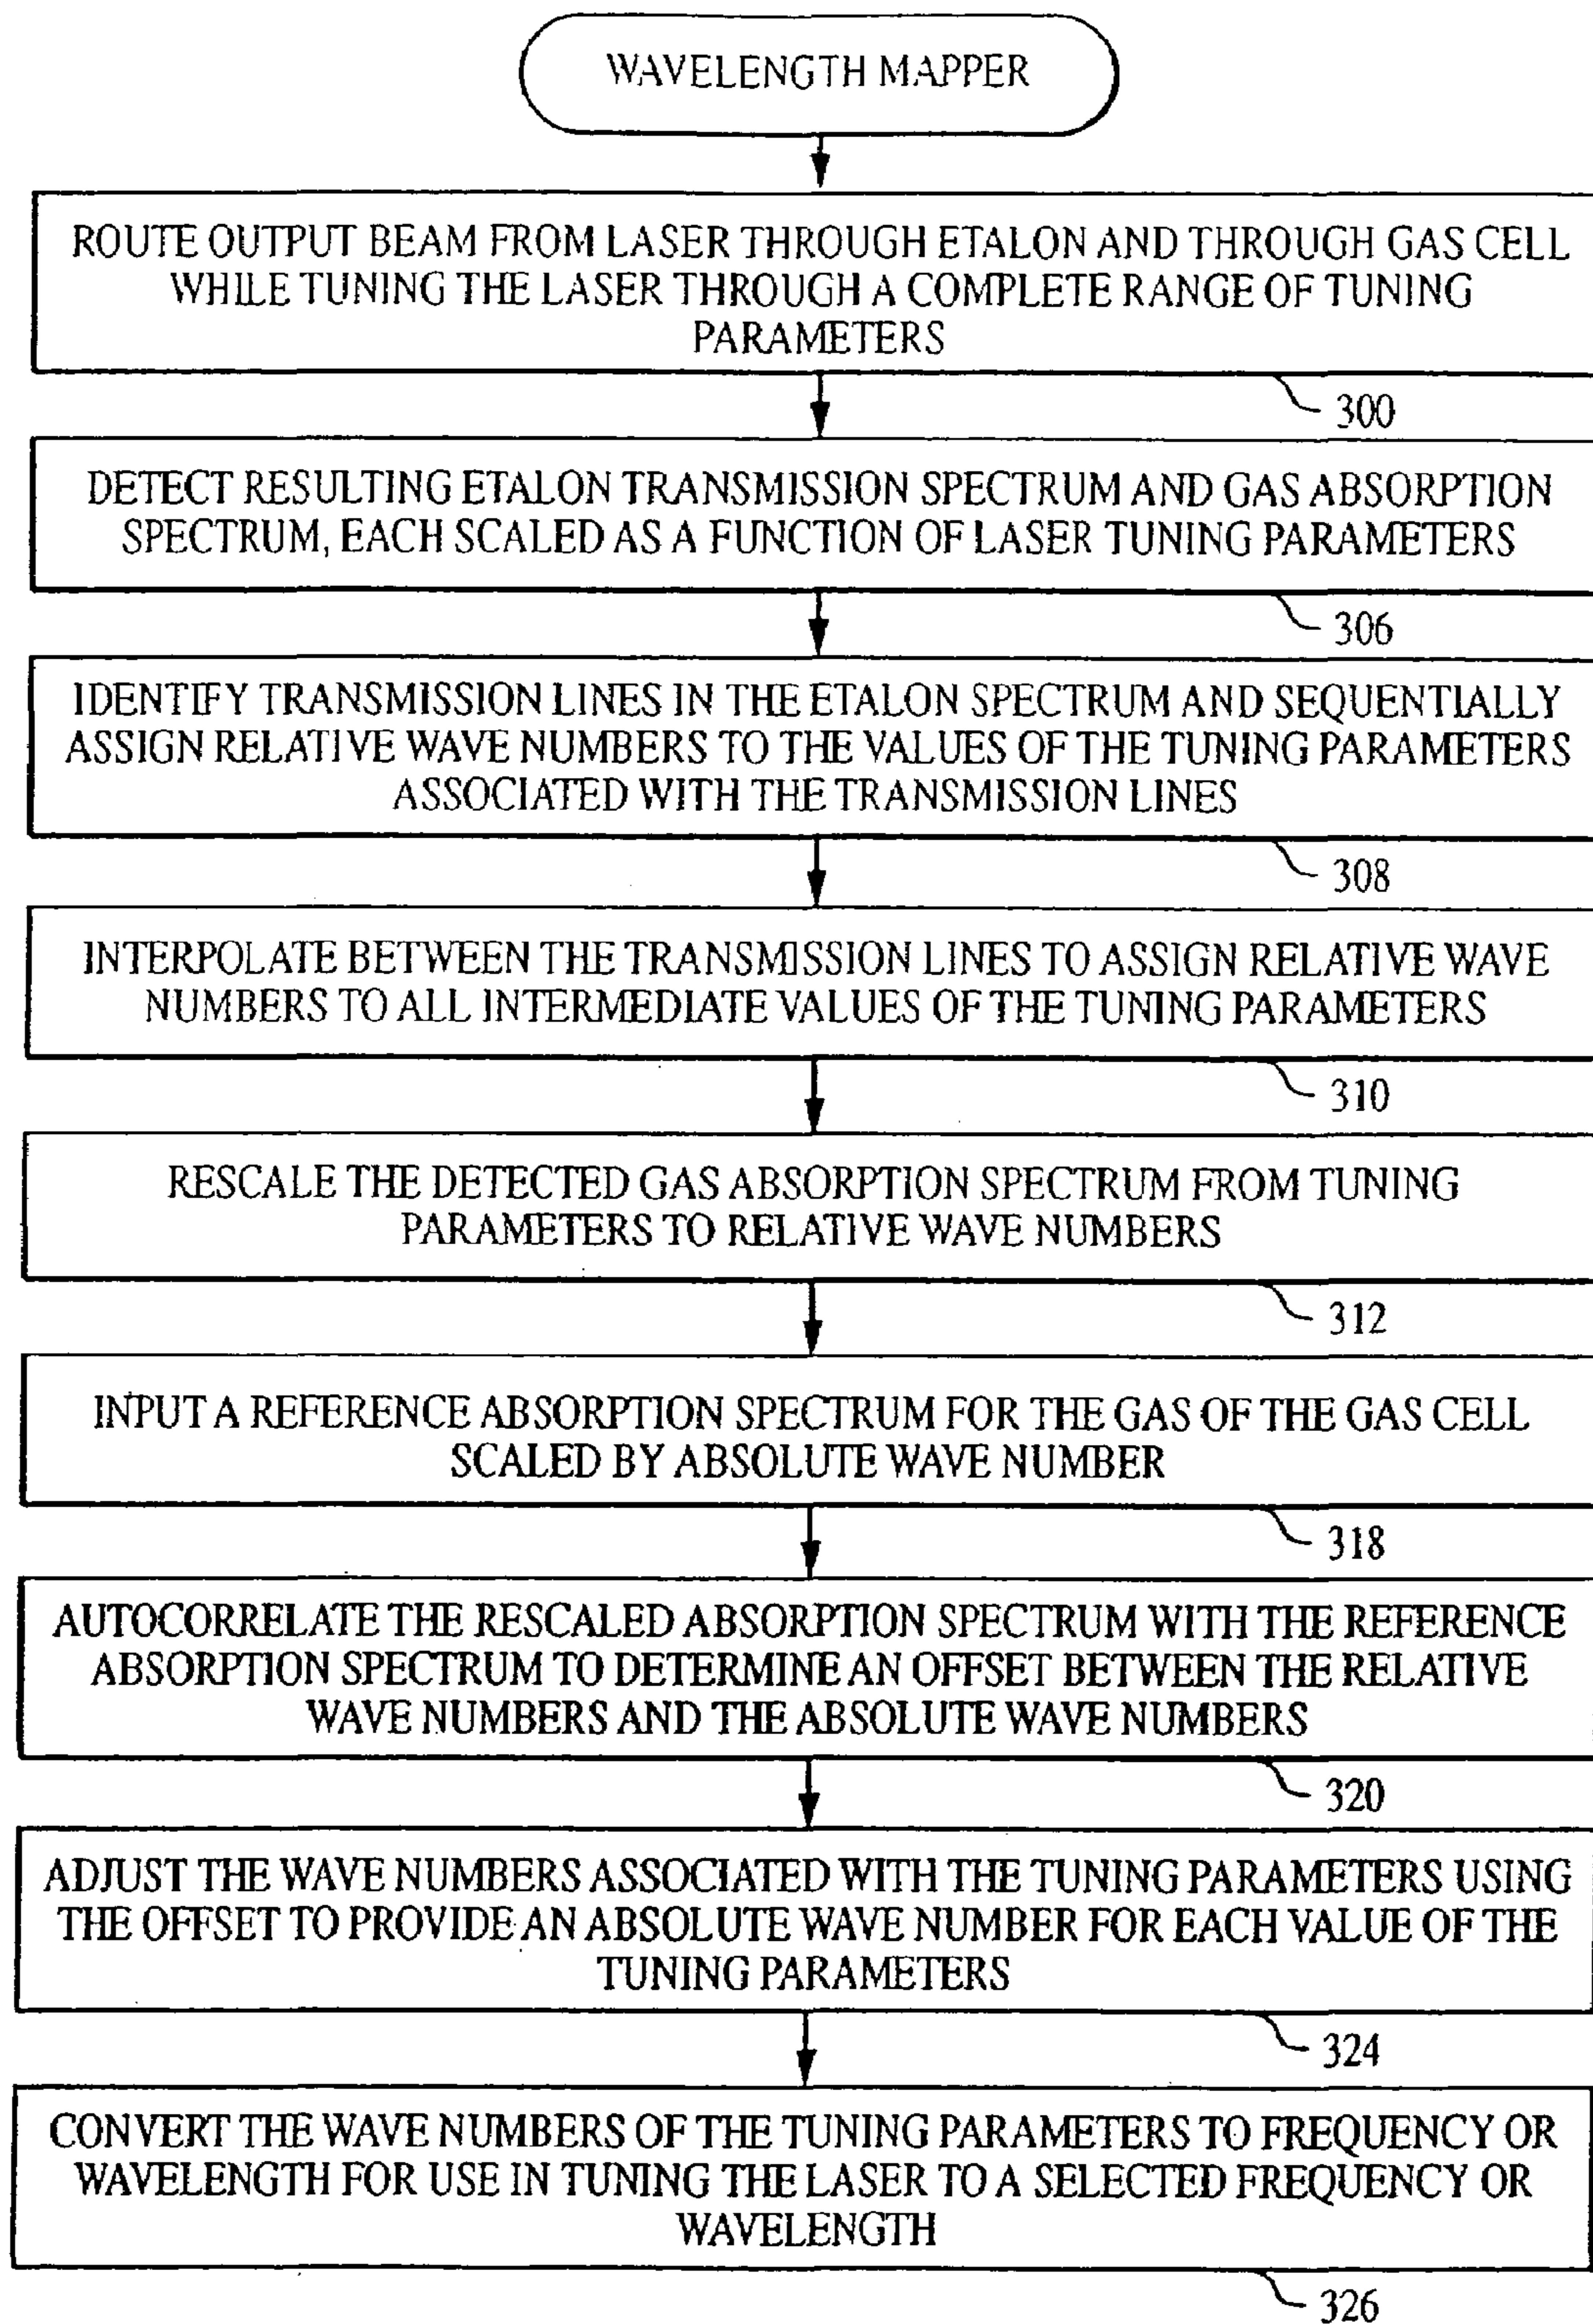 WAVELENGTH MAPPER
ROUTE OUTPUT BEAM FROM LASER THROUGH ETALON AND THROUGH GAS CELL
WHILE TUNING THE LASER THROUGH A COMPLETE RANGE OF TUNING
PARAMETERS
300
DETECT RESULTING ETALON TRANSMISSION SPECTRUM AND GAS ABSORPTION
SPECTRUM, EACH SCALED AS A FUNCTION OF LASER TUNING PARAMETERS
306
IDENTIFY TRANSMISSION LINES IN THE ETALON SPECTRUM AND SEQUENTIALLY
ASSIGN RELATIVE WAVE NUMBERS TO THE VALUES OF THE TUNING PARAMETERS
ASSOCIATED WITH THE TRANSMISSION LINES
308
INTERPOLATE BETWEEN THE TRANSMISSION LINES TO ASSIGN RELATIVE WAVE
NUMBERS TO ALL INTERMEDIATE VALUES OF THE TUNING PARAMETERS
310
RESCALE THE DETECTED GAS ABSORPTION SPECTRUM FROM TUNING
PARAMETERS TO RELATIVE WAVE NUMBERS
312
INPUT A REFERENCE ABSORPTION SPECTRUM FOR THE GAS OF THE GAS CELL
SCALED BY ABSOLUTE WAVE NUMBER
318
AUTOCORRELATE THE RESCALED ABSORPTION SPECTRUM WITH THE REFERENCE
ABSORPTION SPECTRUM TO DETERMINE AN OFFSET BETWEEN THE RELATIVE
WAVE NUMBERS AND THE ABSOLUTE WAVE NUMBERS
320
ADJUST THE WAVE NUMBERS ASSOCIATED WITH THE TUNING PARAMETERS USING
THE OFFSET TO PROVIDE AN ABSOLUTE WAVE NUMBER FOR EACH VALUE OF THE
TUNING PARAMETERS
324
CONVERT THE WAVE NUMBERS OF THE TUNING PARAMETERS TO FREQUENCY OR
WAVELENGTH FOR USE IN TUNING THE LASER TO A SELECTED FREQUENCY OR
WAVELENGTH
326